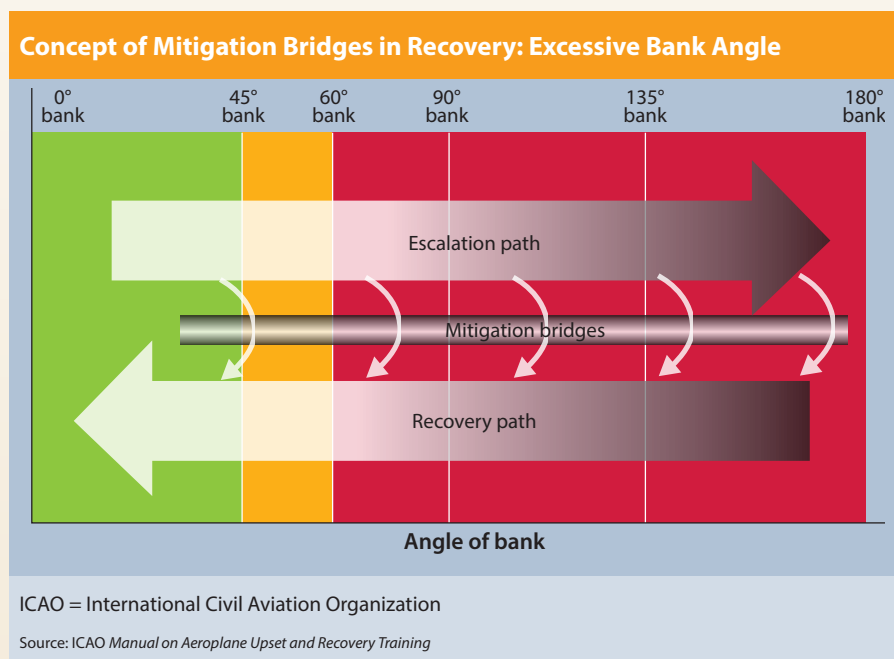 Concept of Mitigation Bridges in Recovery: Excessive Bank Angle
0° 45° 60° 90° 135° 180°
bank bank bank bank bank bank
Escalation path
Mitigation bridges
Recovery path
Angle of bank
ICAO = International Civil Aviation Organization
Source: ICAO Manual on Aeroplane Upset and Recovery Training